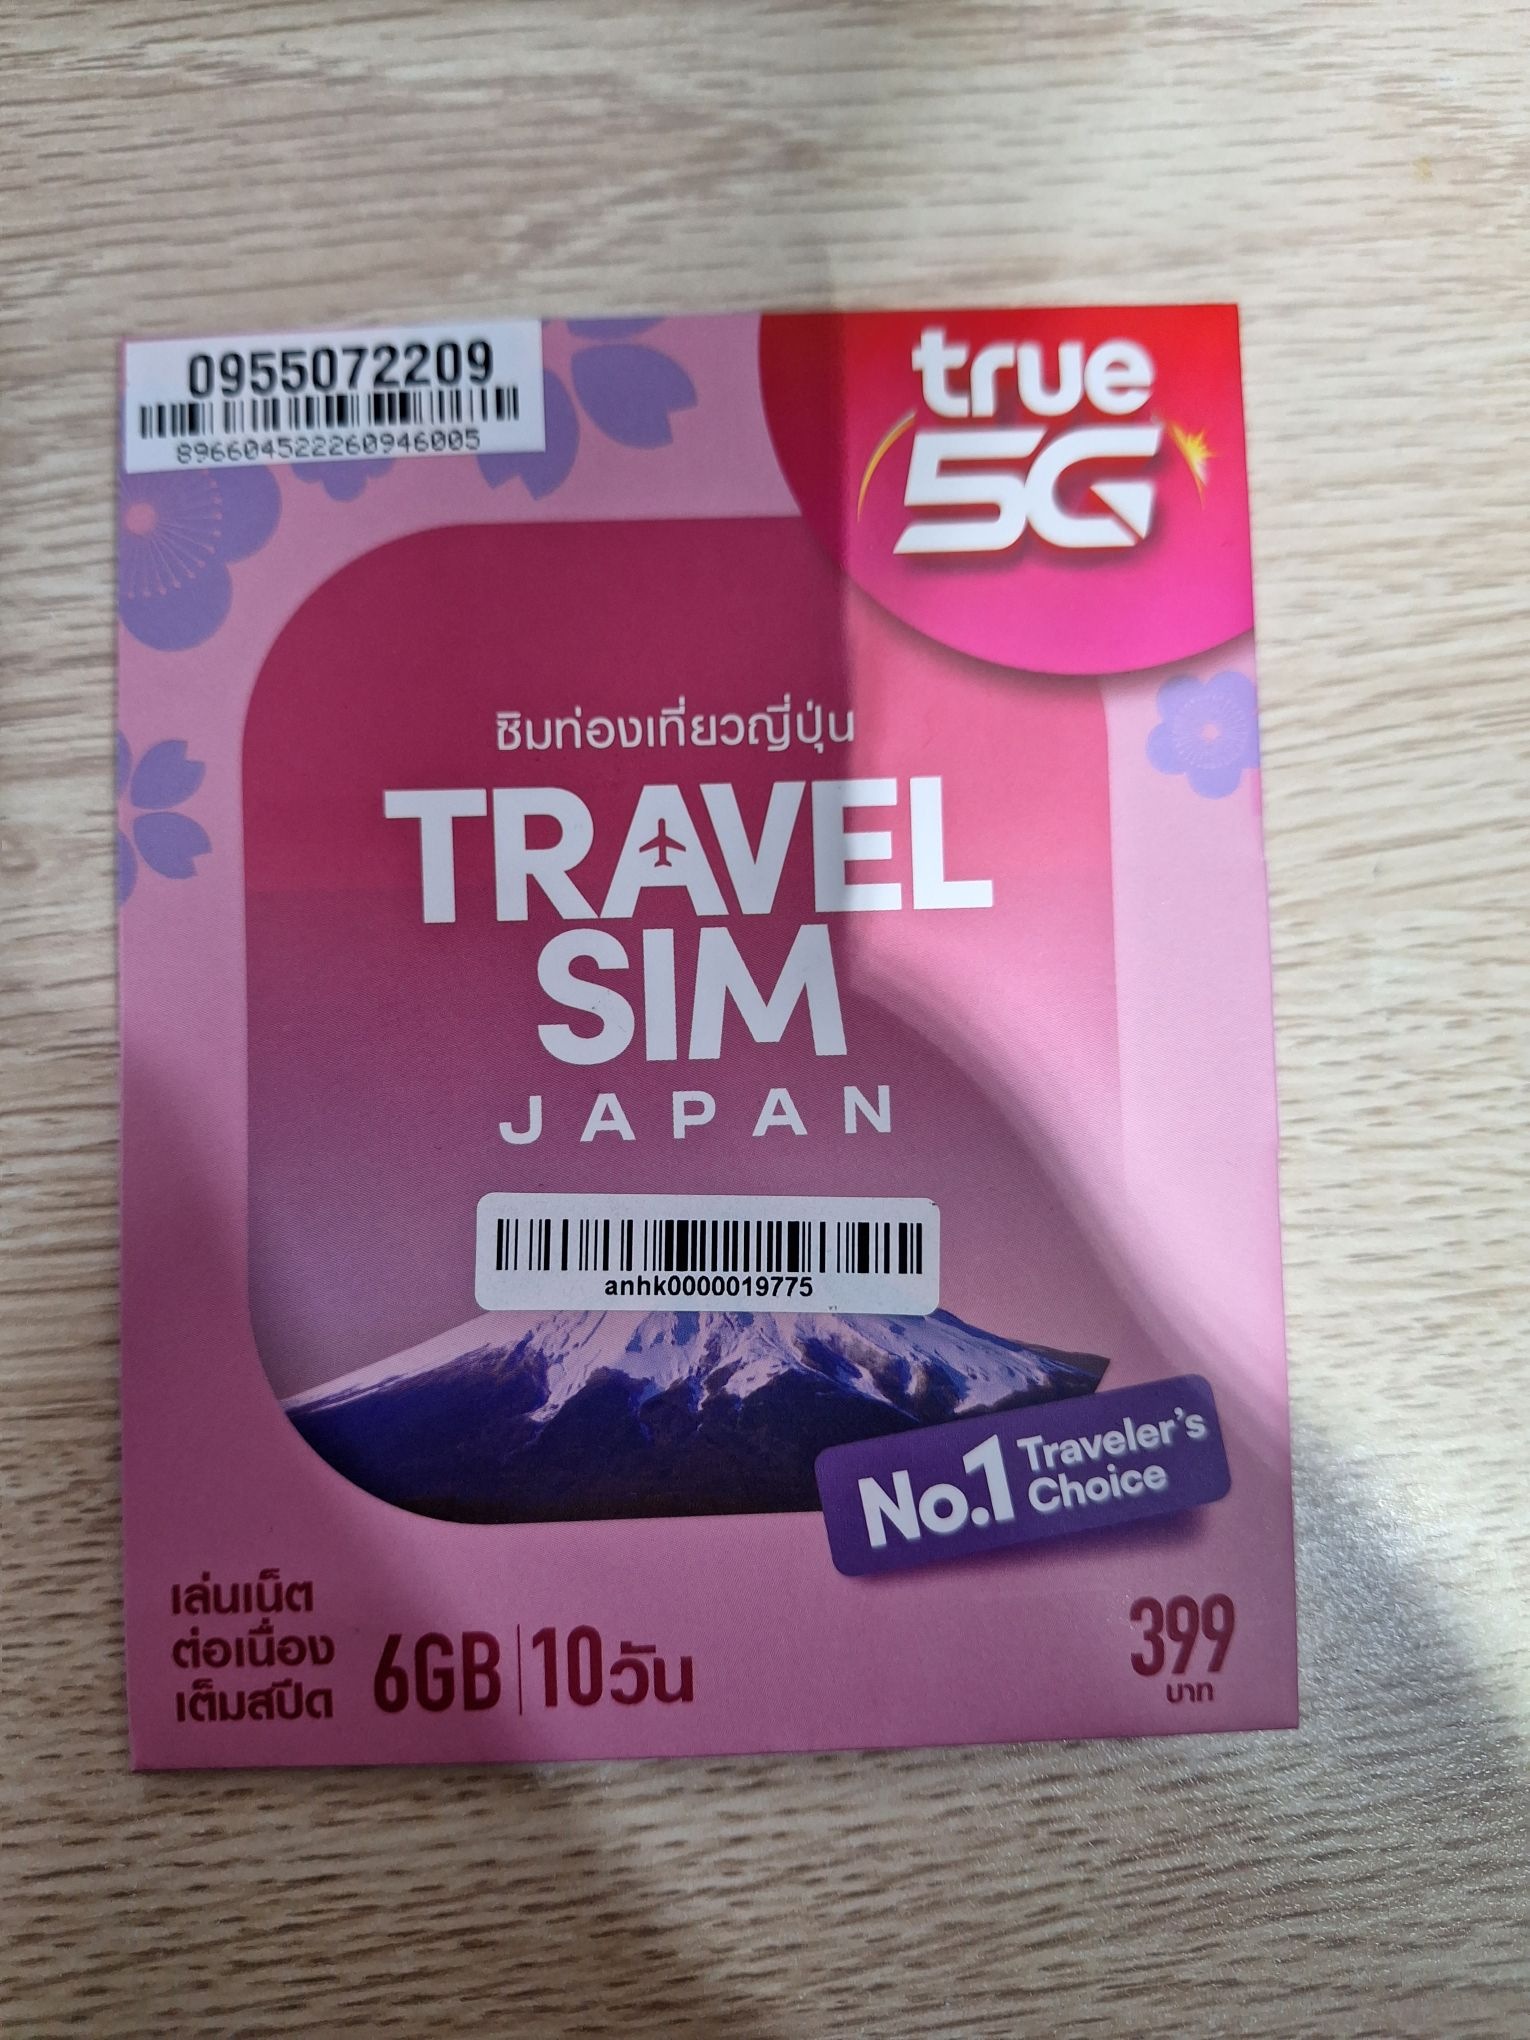 0955072209
8966045222260946005
true
5G
ซิมท่องเที่ยวญี่ปุ่น
TRAVEL
SIM
JAPAN
anhk0000019775
No.1 Traveler's
Choice
เล่นเน็ต
ต่อเนื่อง
เต็มสปีด
6GB | 10วัน
399
บาท